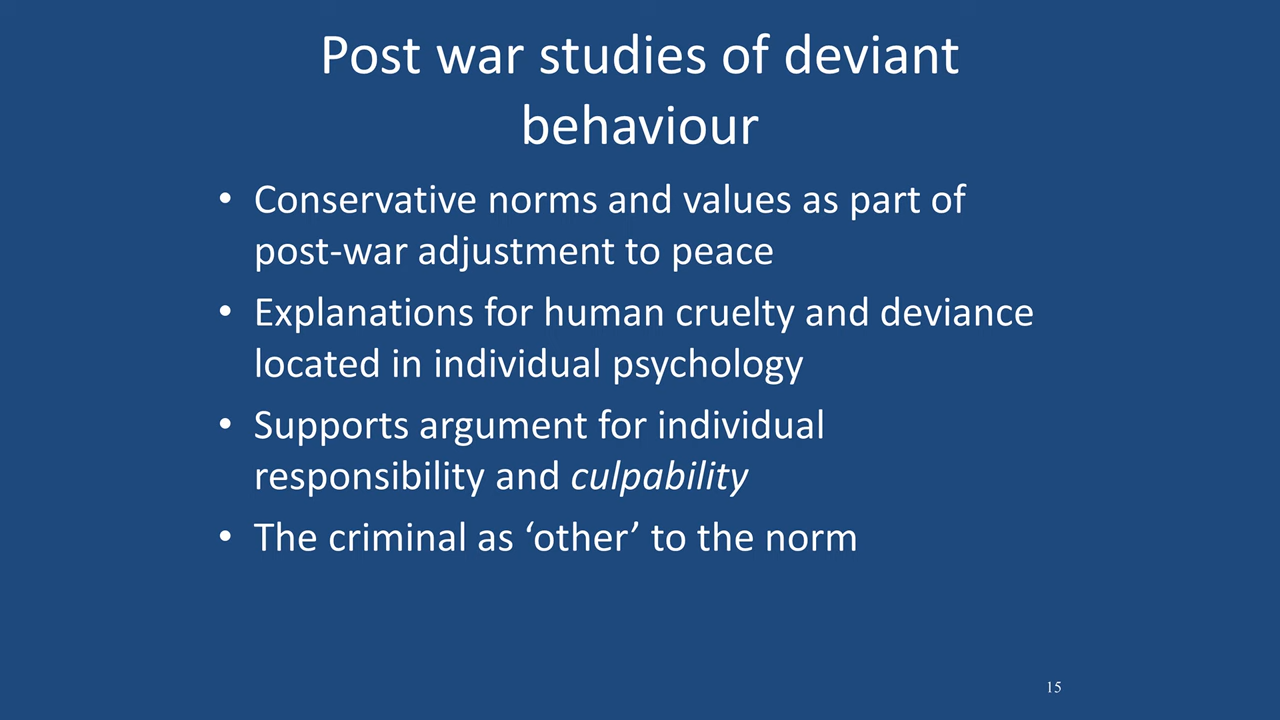 Post war studies of deviant
behaviour
• Conservative norms and values as part of
post-war adjustment to peace
• Explanations for human cruelty and deviance
located in individual psychology
• Supports argument for individual
responsibility and culpability
• The criminal as ‘other’ to the norm
15